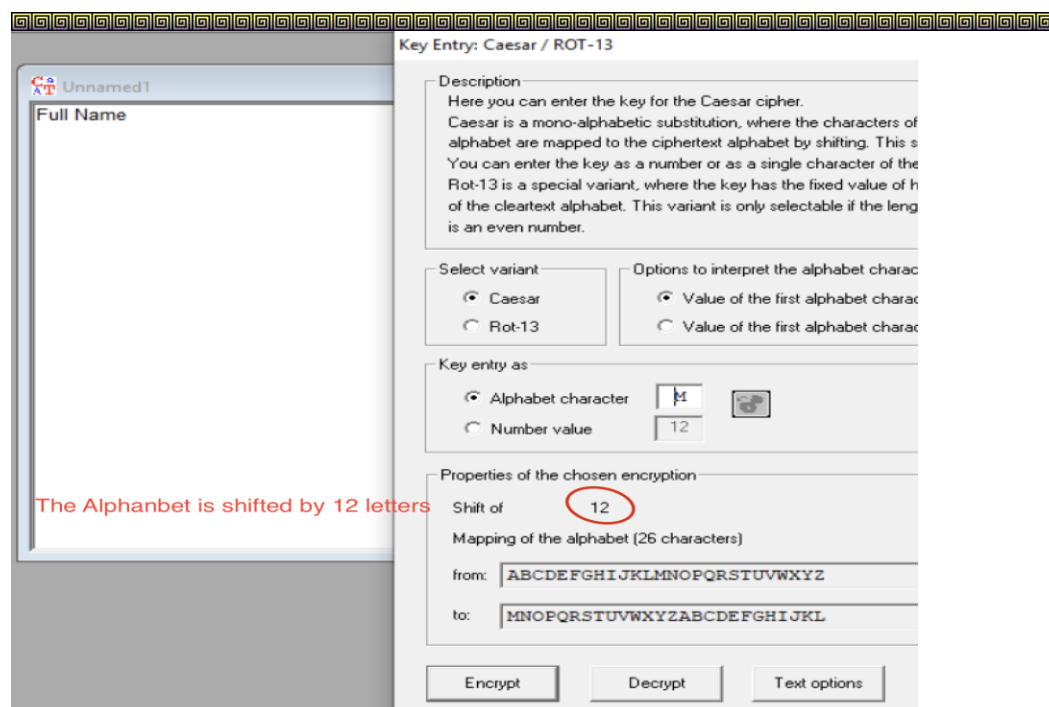 Key Entry: Caesar / ROT-13
Unnamed1
Full Name
Description
Here you can enter the key for the Caesar cipher.
Caesar is a mono-alphabetic substitution, where the characters of
alphabet are mapped to the ciphertext alphabet by shifting. This s
You can enter the key as a number or as a single character of the
Rot-13 is a special variant, where the key has the fixed value of h
of the cleartext alphabet. This variant is only selectable if the leng
is an even number.
Select variant
Caesar
Rot-13
Options to interpret the alphabet charac
Value of the first alphabet charac
Value of the first alphabet charac
Key entry as
Alphabet character M
Number value 12
Properties of the chosen encryption
The Alphanbet is shifted by 12 letters
Shift of 12
Mapping of the alphabet (26 characters)
from: ABCDEFGHIJKLMNOPQRSTUVWXYZ
to: MNOPQRSTUVWXYZABCDEFGHIJKL
Encrypt Decrypt Text options